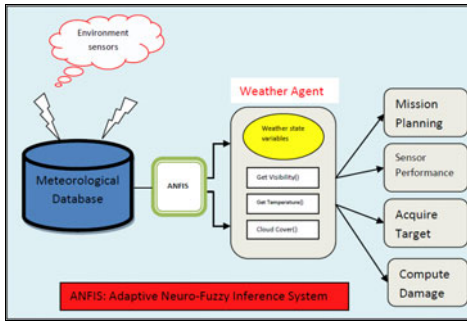 Environment
sensors
Meteorological
Database
ANFIS
Weather Agent
Weather state
variables
Get Visibility()
Get Temperature()
Cloud Cover()
Mission
Planning
Sensor
Performance
Acquire
Target
Compute
Damage
ANFIS: Adaptive Neuro-Fuzzy Inference System